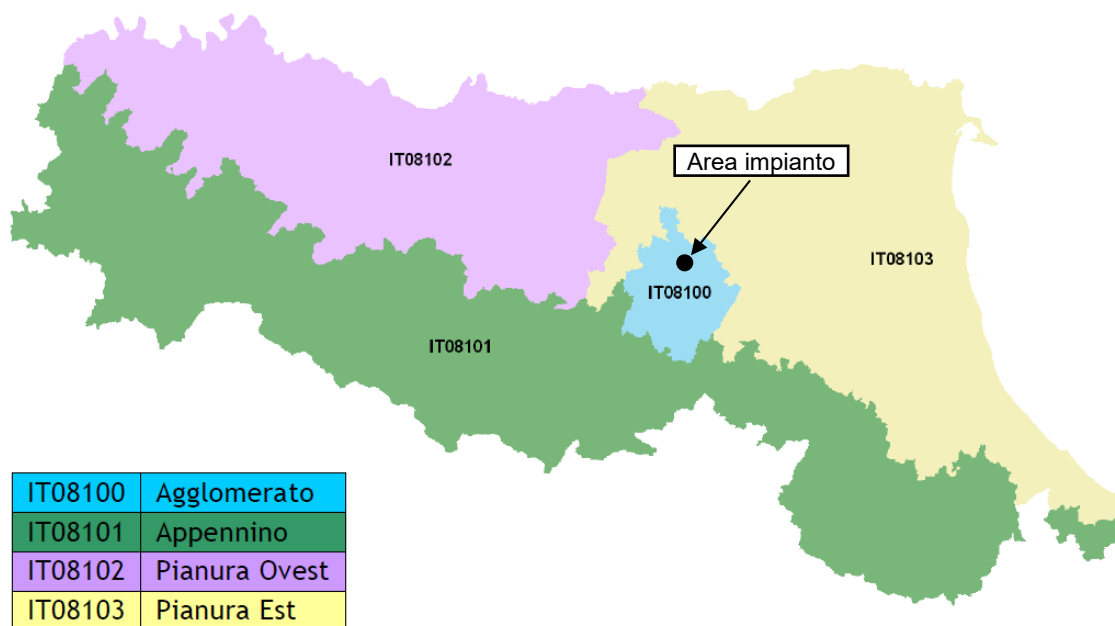 IT08102
Area impianto
IT08103
IT08100
IT08101
IT08100 Agglomerato
IT08101 Appennino
IT08102 Pianura Ovest
IT08103 Pianura Est